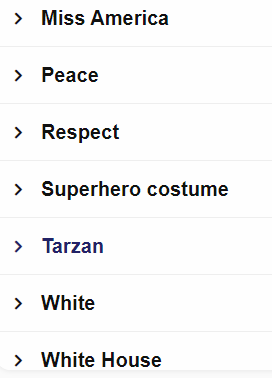 Miss America
Peace
Respect
Superhero costume
Tarzan
White
White House